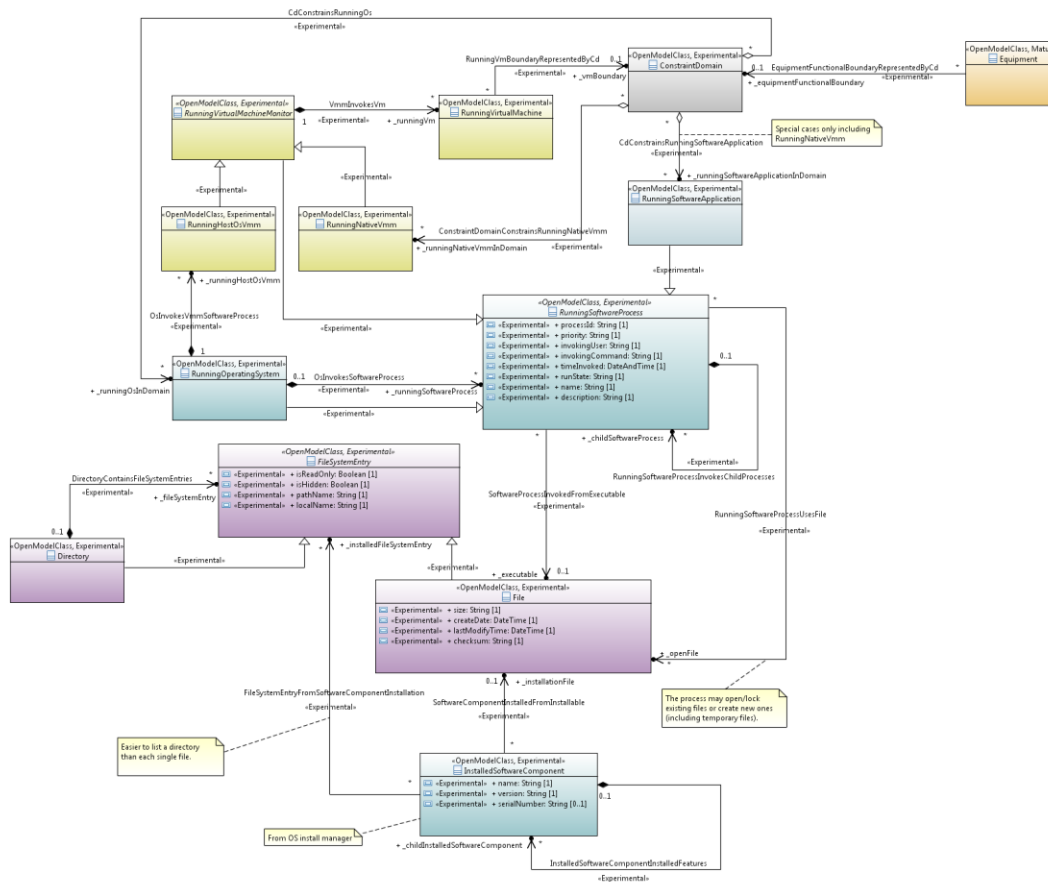 CdConstrainsRunningOs
«Experimental»
*
*
RunningVmBoundaryRepresentedByCd
«Experimental»
0..1
+ _vmBoundary
*
«OpenModelClass, Experimental»
ConstraintDomain
0..1
EquipmentFunctionalBoundaryRepresentedByCd
«Experimental»
+ _equipmentFunctionalBoundary
*
«OpenModelClass, Matu
Equipment
«OpenModelClass, Experimental»
RunningVirtualMachineMonitor
VmmInvokesVm
«Experimental»
1
*
+ _runningVm
«OpenModelClass, Experimental»
RunningVirtualMachine
*
*
Special cases only including
RunningNativeVmm
CdConstrainsRunningSoftwareApplication
«Experimental»
*
+ _runningSoftwareApplicationInDomain
«Experimental»
«Experimental»
«OpenModelClass, Experimental»
RunningSoftwareApplication
«OpenModelClass, Experimental»
RunningHostOsVmm
«OpenModelClass, Experimental»
RunningNativeVmm
ConstraintDomainConstrainsRunningNativeVmm
*
+ _runningNativeVmmInDomain
«Experimental»
«Experimental»
*
+ _runningHostOsVmm
OsInvokesVmmSoftwareProcess
«Experimental»
1
«Experimental»
«OpenModelClass, Experimental»
RunningSoftwareProcess
«Experimental» + processId: String [1]
«Experimental» + priority: String [1]
«Experimental» + invokingUser: String [1]
«Experimental» + invokingCommand: String [1]
«Experimental» + timeInvoked: DateAndTime [1]
«Experimental» + runState: String [1]
«Experimental» + name: String [1]
«Experimental» + description: String [1]
*
0..1
*
+ _runningOsInDomain
«OpenModelClass, Experimental»
RunningOperatingSystem
0..1
OsInvokesSoftwareProcess
«Experimental»
*
+ _runningSoftwareProcess
«Experimental»
*
+ _childSoftwareProcess
*
«Experimental»
RunningSoftwareProcessInvokesChildProcesses
DirectoryContainsFileSystemEntries
«Experimental»
*
+ _fileSystemEntry
0..1
«OpenModelClass, Experimental»
FileSystemEntry
«Experimental» + isReadOnly: Boolean [1]
«Experimental» + isHidden: Boolean [1]
«Experimental» + pathName: String [1]
«Experimental» + localName: String [1]
SoftwareProcessInvokedFromExecutable
«Experimental»
RunningSoftwareProcessUsesFile
«Experimental»
«OpenModelClass, Experimental»
Directory
«Experimental»
*
+ _installedFileSystemEntry
«Experimental»
+ _executable
0..1
«OpenModelClass, Experimental»
File
«Experimental» + size: String [1]
«Experimental» + createDate: DateTime [1]
«Experimental» + lastModifyTime: DateTime [1]
«Experimental» + checksum: String [1]
+ _openFile
*
0..1
+ _installationFile
FileSystemEntryFromSoftwareComponentInstallation
«Experimental»
SoftwareComponentInstalledFromInstallable
«Experimental»
The process may open/lock
existing files or create new ones
(including temporary files).
Easier to list a directory
than each single file.
*
*
«OpenModelClass, Experimental»
InstalledSoftwareComponent
«Experimental» + name: String [1]
«Experimental» + version: String [1]
«Experimental» + serialNumber: String [0..1]
0..1
From OS install manager
+ _childInstalledSoftwareComponent
*
InstalledSoftwareComponentInstalledFeatures
«Experimental»